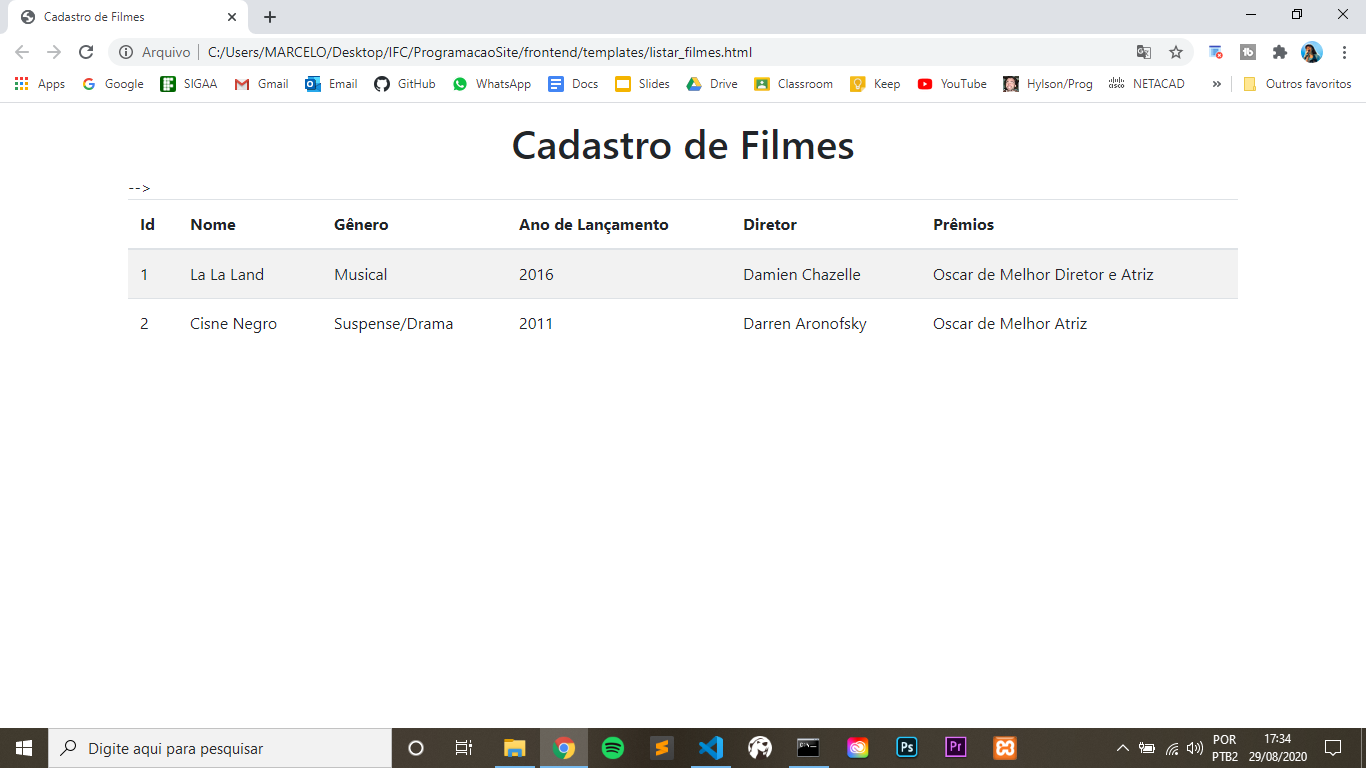 Cadastro de Filmes
Arquivo C:/Users/MARCELO/Desktop/IFC/ProgramacaoSite/frontend/templates/listar_filmes.html
Apps Google SIGAA Gmail Email GitHub WhatsApp Docs Slides Drive Classroom Keep YouTube Hylson/Prog NETACAD » Outros favoritos
Cadastro de Filmes
-->
Id Nome Gênero Ano de Lançamento Diretor Prêmios
1 La La Land Musical 2016 Damien Chazelle Oscar de Melhor Diretor e Atriz
2 Cisne Negro Suspense/Drama 2011 Darren Aronofsky Oscar de Melhor Atriz
Digite aqui para pesquisar
Ps Pr
POR 17:34
PTB2 29/08/2020